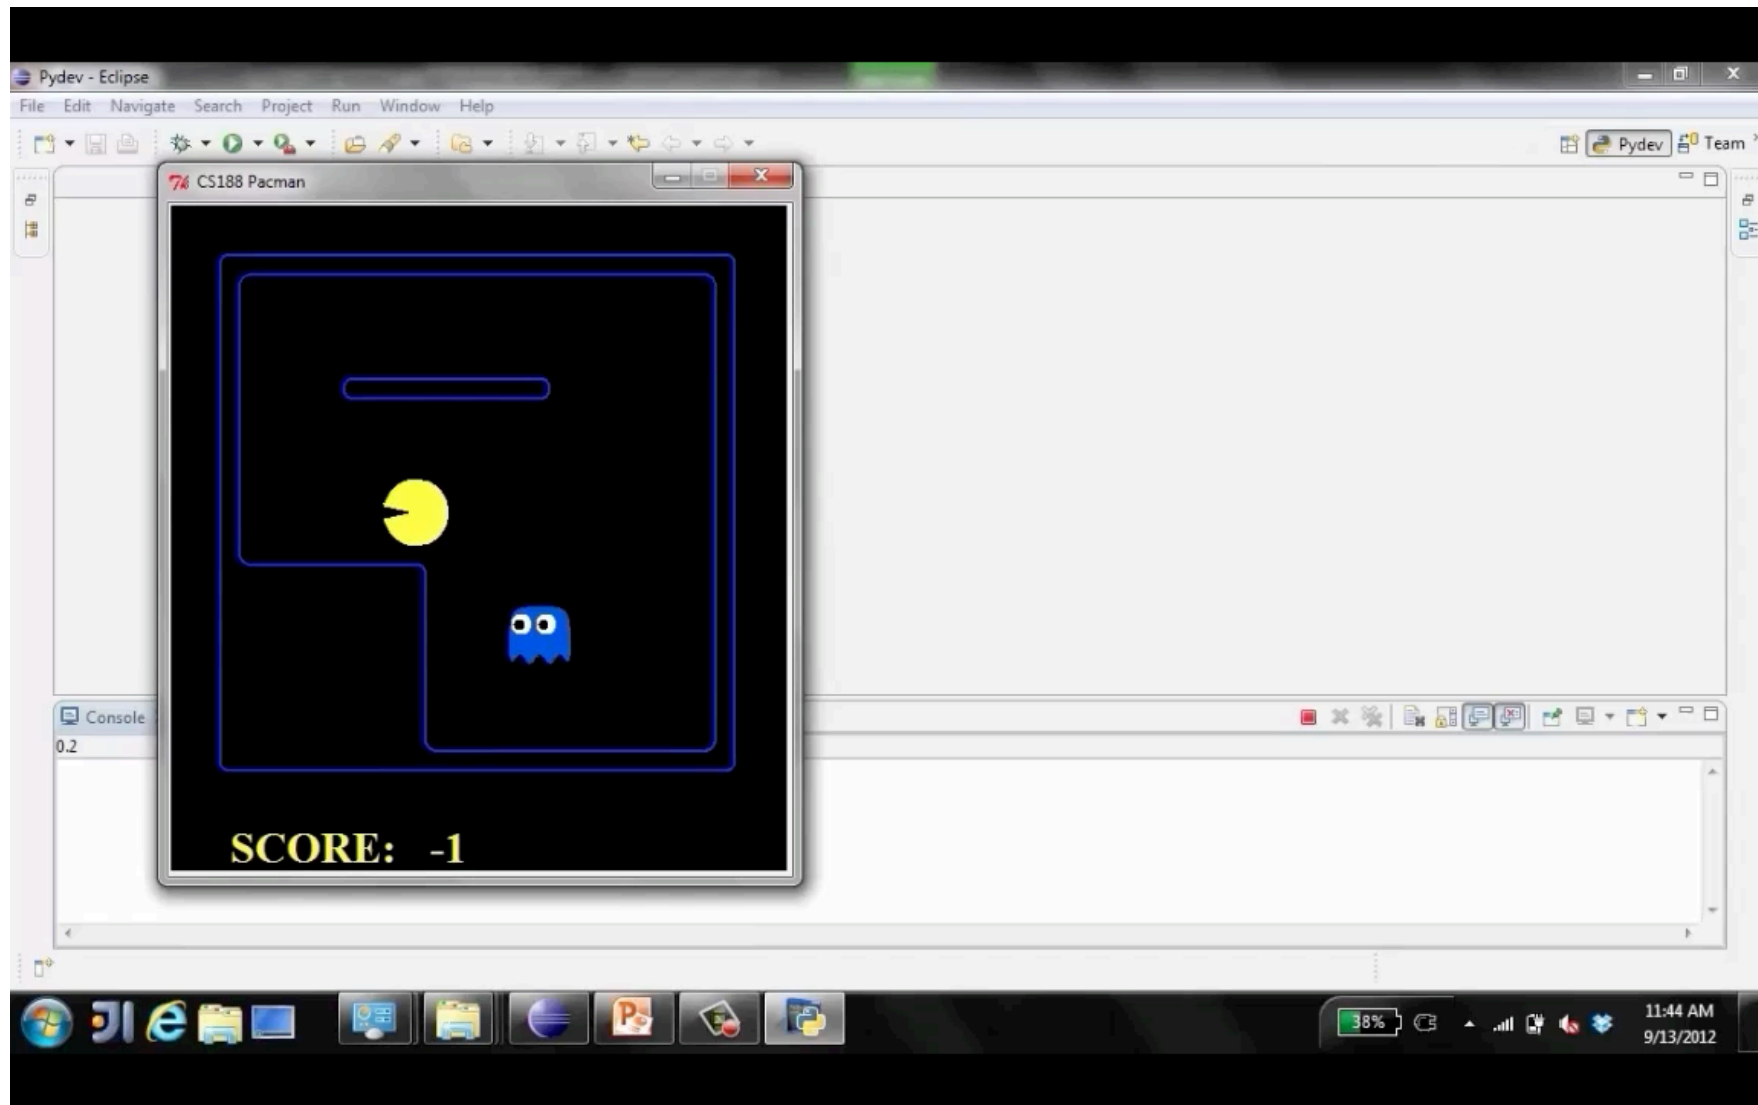 Pydev - Eclipse
File Edit Navigate Search Project Run Window Help
Pydev Team
CS188 Pacman
SCORE: -1
Console
0.2
38%
11:44 AM
9/13/2012